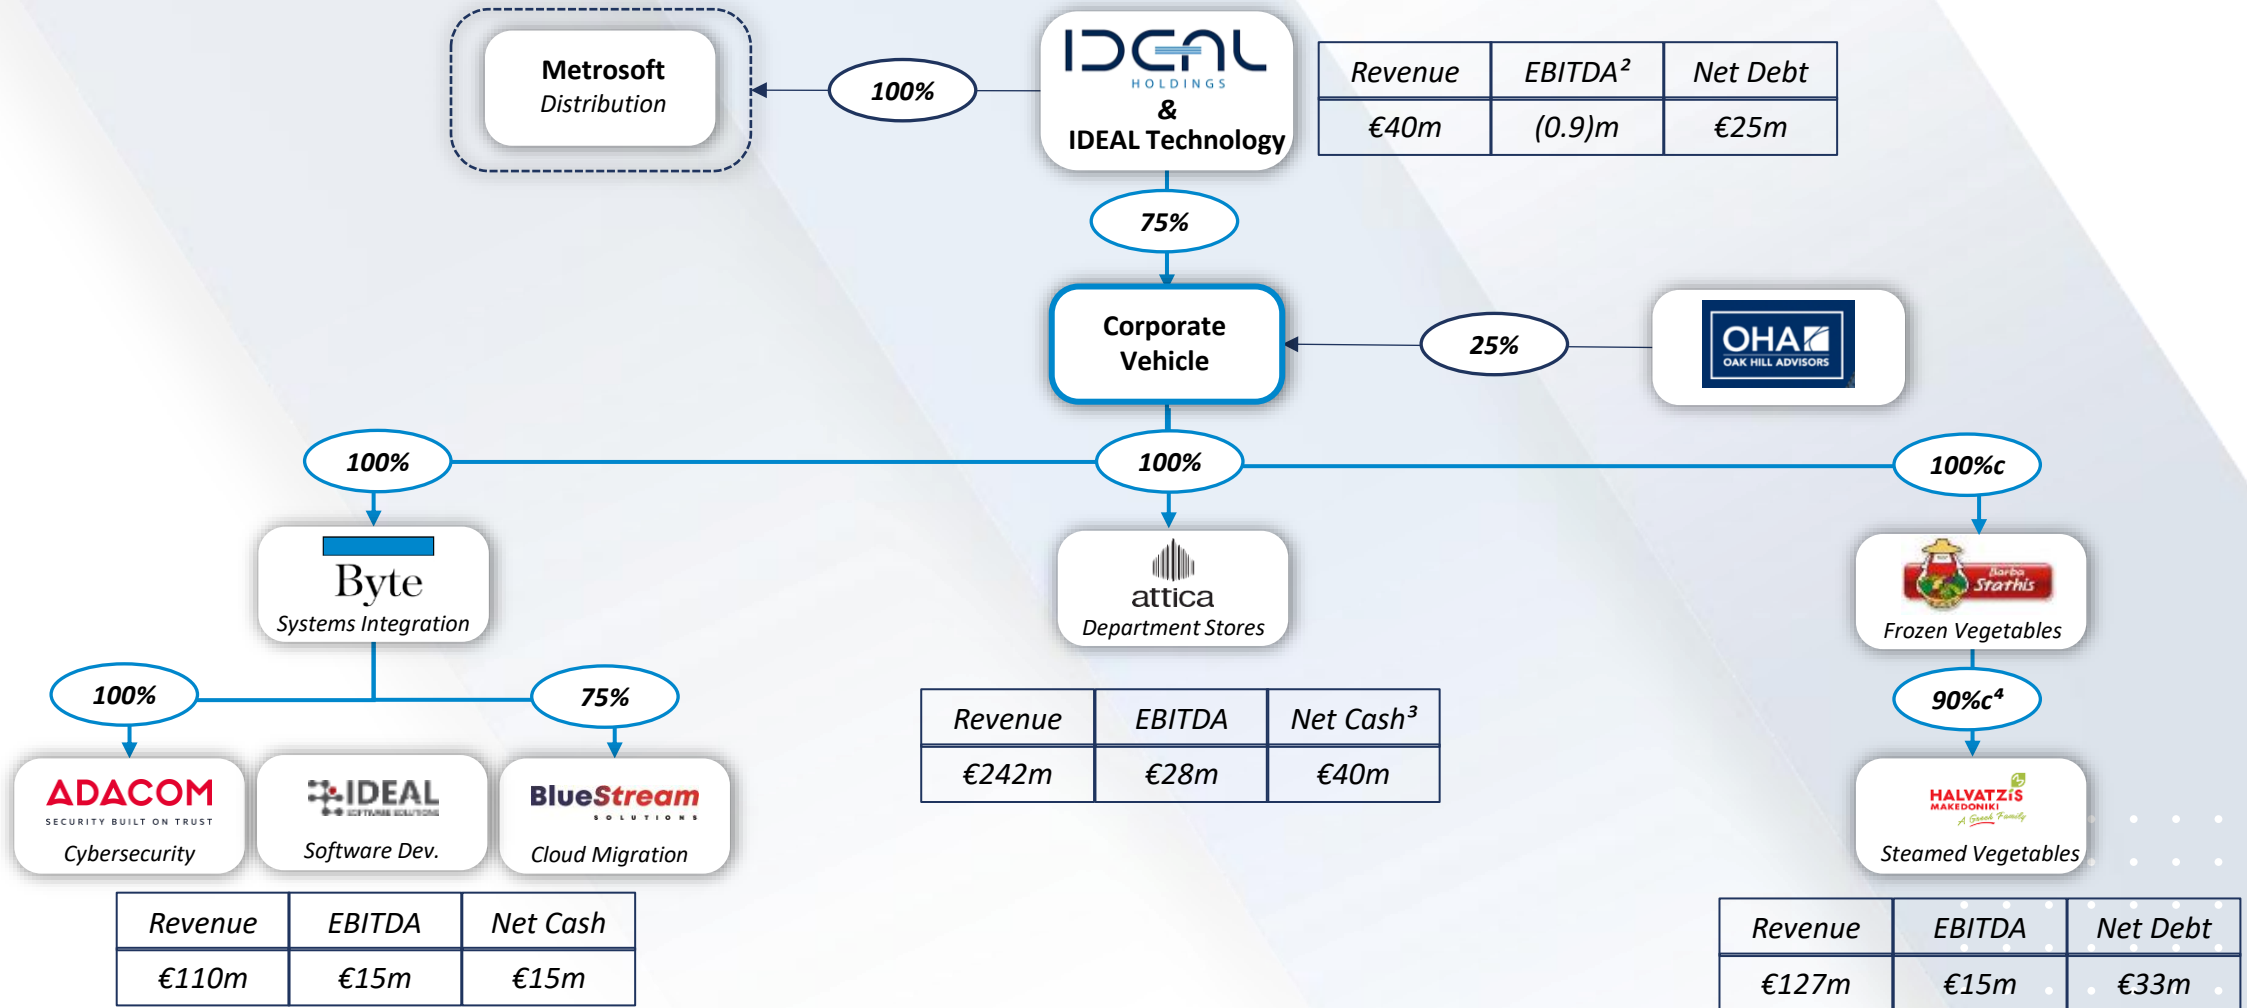 Metrosoft
Distribution
100%
IDEAL
HOLDINGS
&
IDEAL Technology
Revenue EBITDA² Net Debt
€40m (0.9)m €25m
75%
Corporate
Vehicle
25%
OHA
OAK HILL ADVISORS
100%
100%
100%c
Byte
Systems Integration
attica
Department Stores
Barba
Stathis
Frozen Vegetables
100%
75%
90%c⁴
ADACOM
SECURITY BUILT ON TRUST
Cybersecurity
IDEAL
SOFTWARE SOLUTIONS
Software Dev.
BlueStream
SOLUTIONS
Cloud Migration
Revenue EBITDA Net Cash³
€242m €28m €40m
HALVATZIS
MAKEDONIKI
A Greek Family
Steamed Vegetables
Revenue EBITDA Net Cash
€110m €15m €15m
Revenue EBITDA Net Debt
€127m €15m €33m